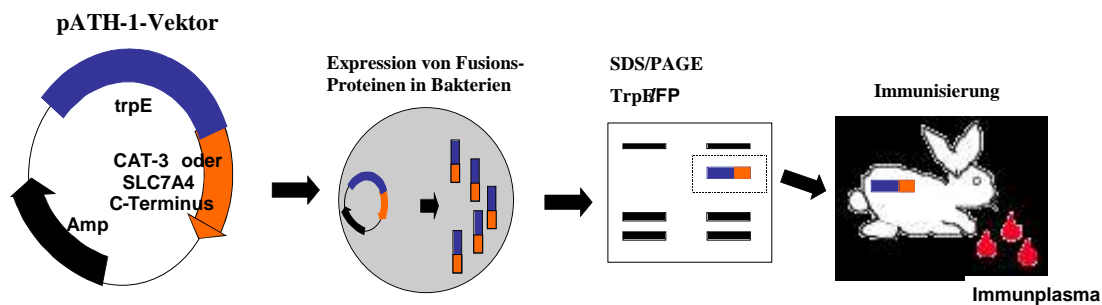 pATH-1-Vektor
trpE
CAT-3 oder
SLC7A4
C-Terminus
Amp
Expression von Fusions-
Proteinen in Bakterien
SDS/PAGE
TrpE/FP
Immunisierung
Immunplasma